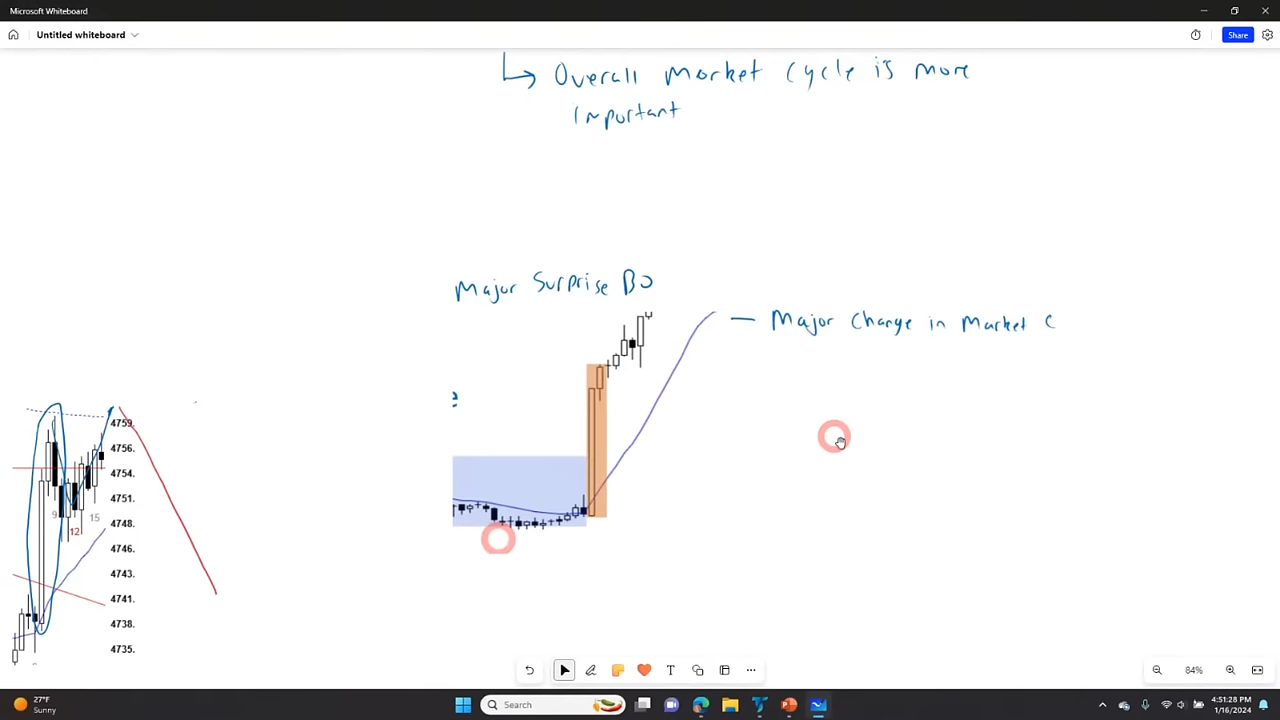 Microsoft Whiteboard
Untitled whiteboard
Share
↳ Overall market cycle is more
important
Major Surprise BO
— Major Change in Market C
e
4759.
4756.
4754.
4751.
9
15
4748.
12
4746.
4743.
4741.
4738.
4735.
84%
27°F
Sunny
Search
4:51:28 PM
1/16/2024